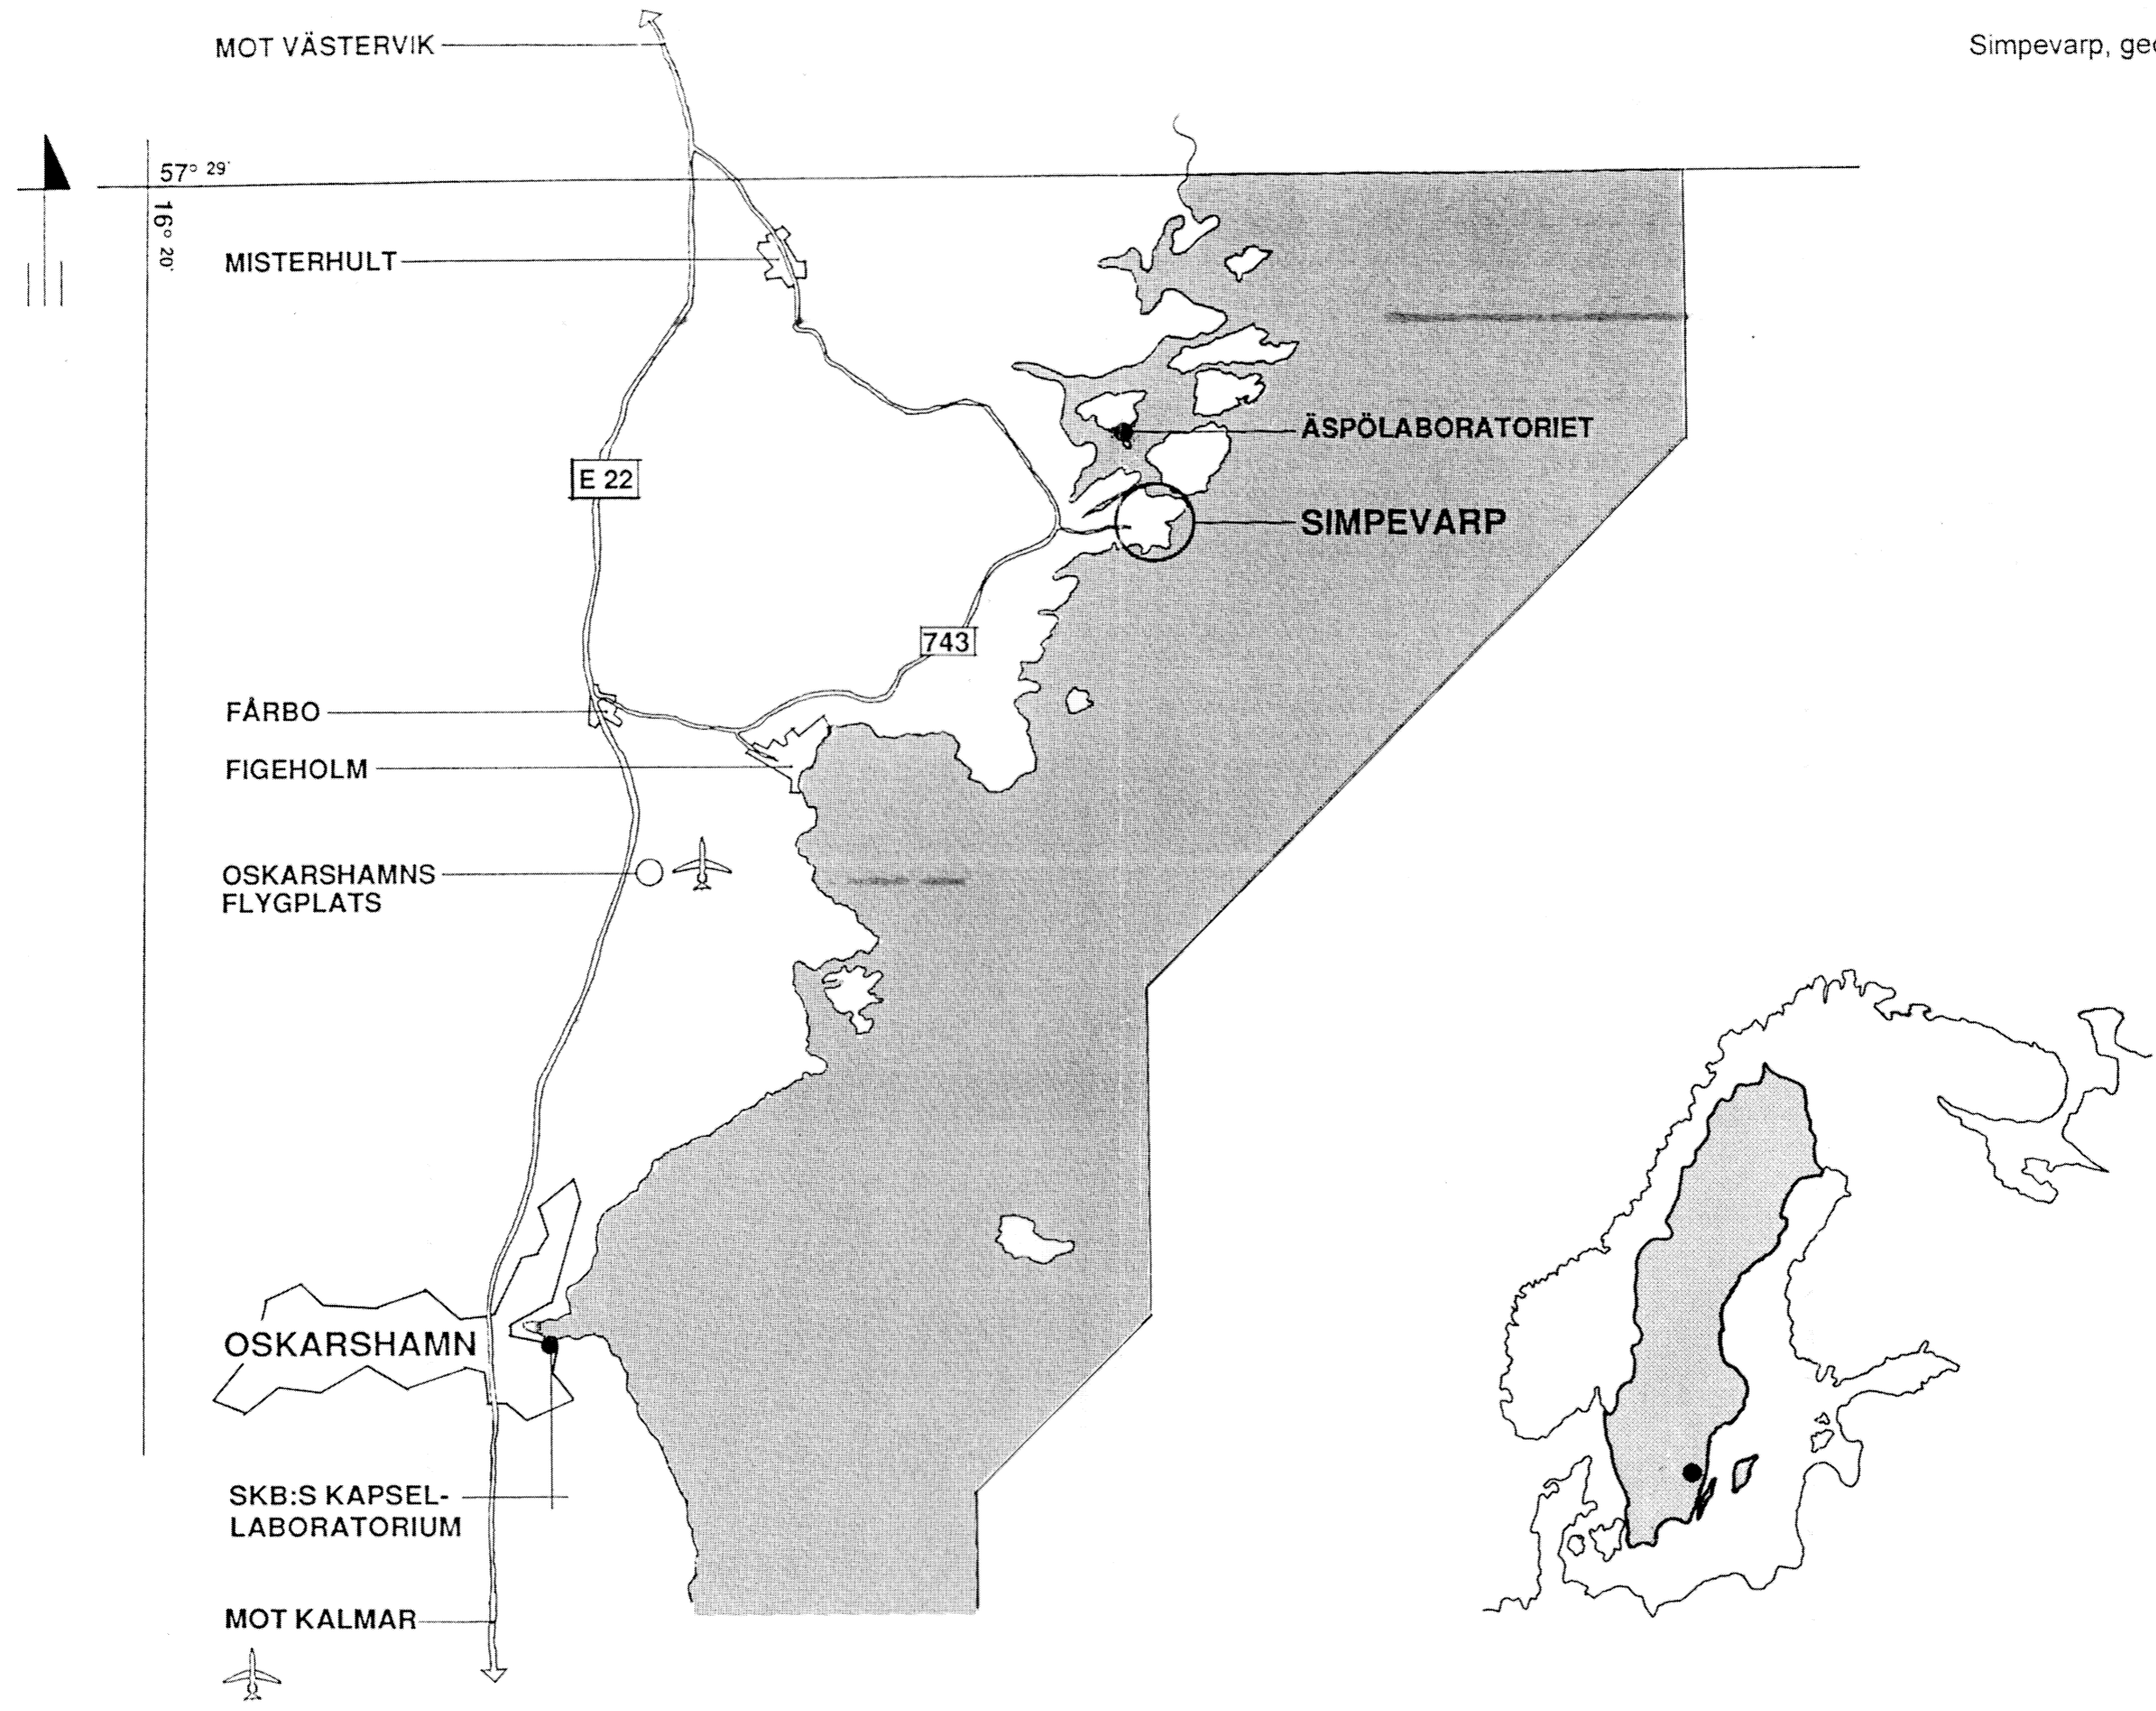 MOT VÄSTERVIK
Simpevarp,
57° 29'
16° 20'
MISTERHULT
ÄSPÖLABORATORIET
E 22
SIMPEVARP
743
FÅRBO
FIGEHOLM
OSKARSHAMNS
FLYGPLATS
OSKARSHAMN
SKB:S KAPSEL-
LABORATORIUM
MOT KALMAR